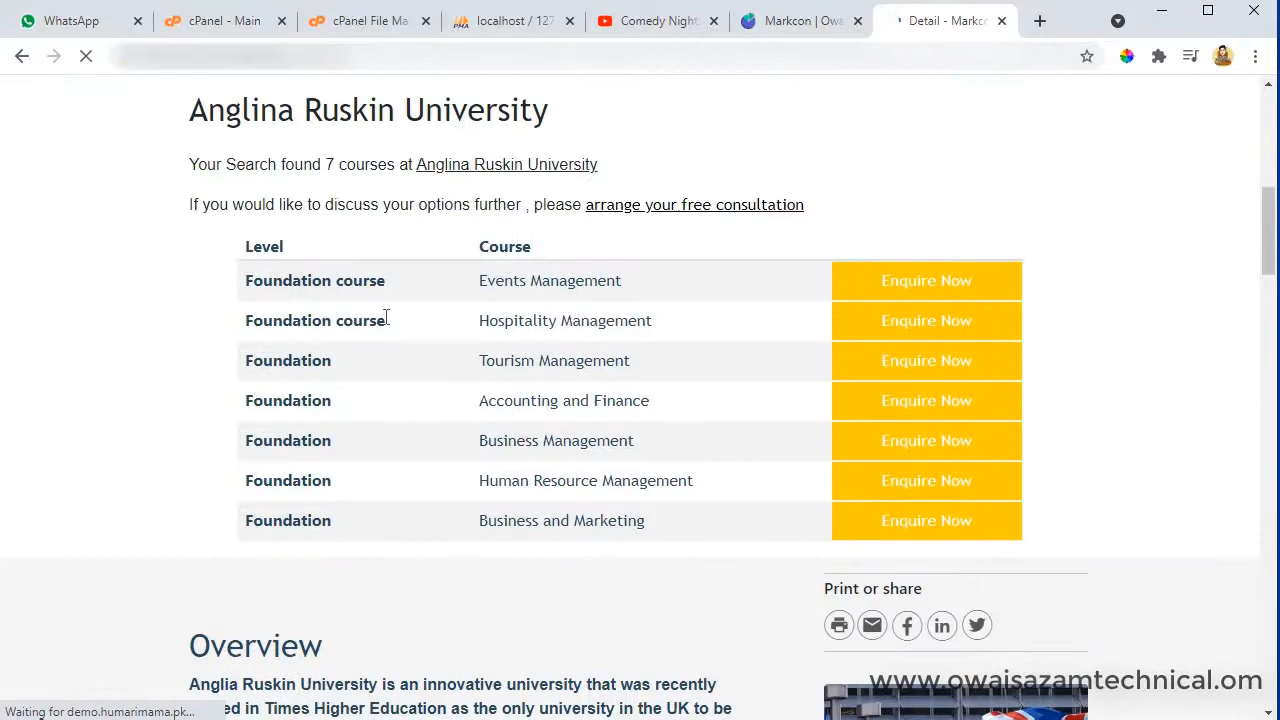 WhatsApp
cPanel - Main
cPanel File Ma
localhost / 127
Comedy Night
Markcon | Owa
Detail - Markco
Anglina Ruskin University
Your Search found 7 courses at Anglina Ruskin University
If you would like to discuss your options further , please arrange your free consultation
Level Course
Foundation course Events Management Enquire Now
Foundation course Hospitality Management Enquire Now
Foundation Tourism Management Enquire Now
Foundation Accounting and Finance Enquire Now
Foundation Business Management Enquire Now
Foundation Human Resource Management Enquire Now
Foundation Business and Marketing Enquire Now
Print or share
Overview
Anglia Ruskin University is an innovative university that was recently
ed in Times Higher Education as the only university in the UK to be
www.owaisazamtechnical.com
Waiting for demo.humarimama.pk...